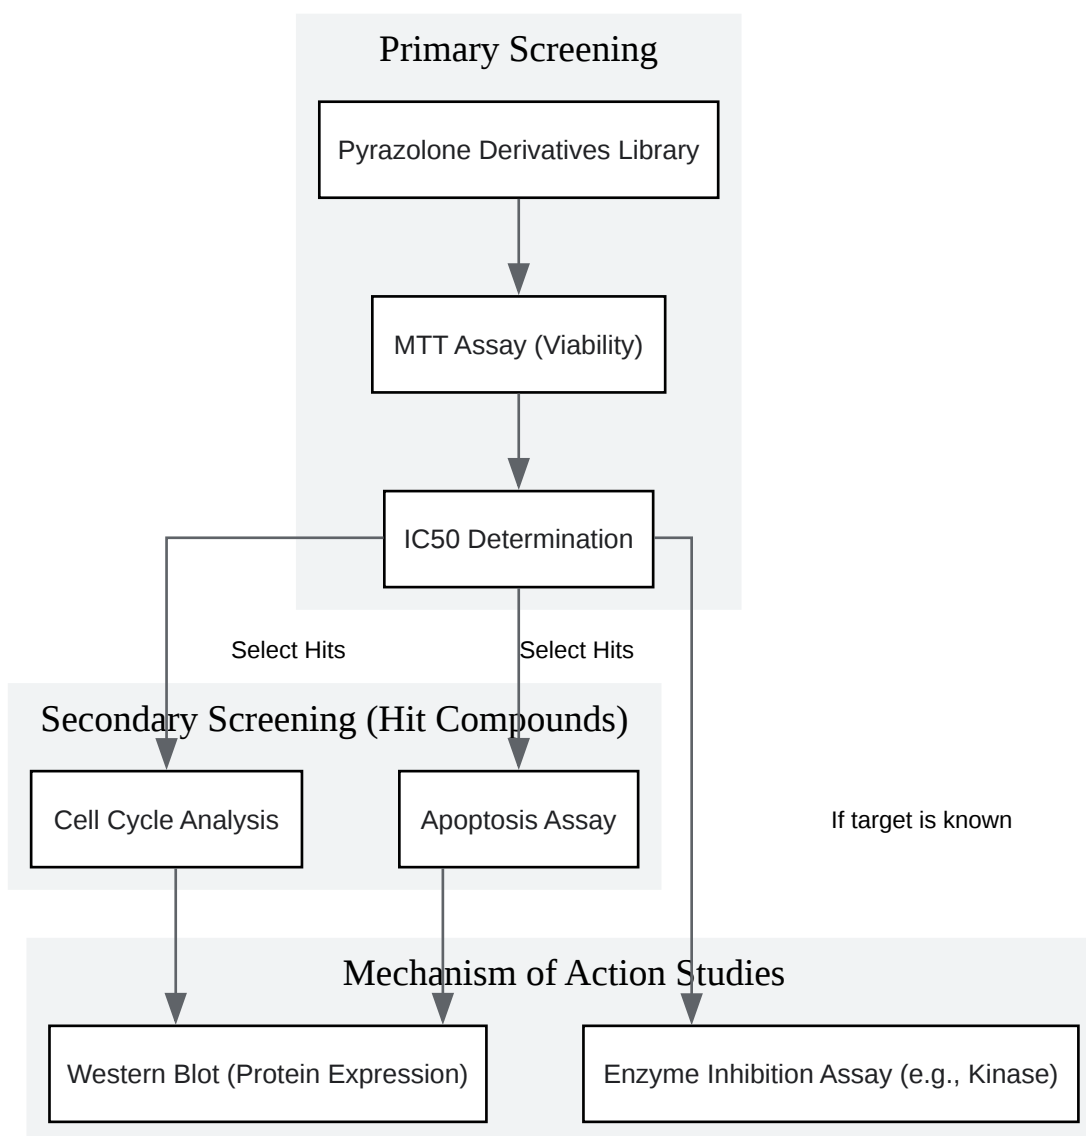 Primary Screening
Pyrazolone Derivatives Library
MTT Assay (Viability)
IC50 Determination
Select Hits
Select Hits
Secondary Screening (Hit Compounds)
Cell Cycle Analysis
Apoptosis Assay
If target is known
Mechanism of Action Studies
Western Blot (Protein Expression)
Enzyme Inhibition Assay (e.g., Kinase)